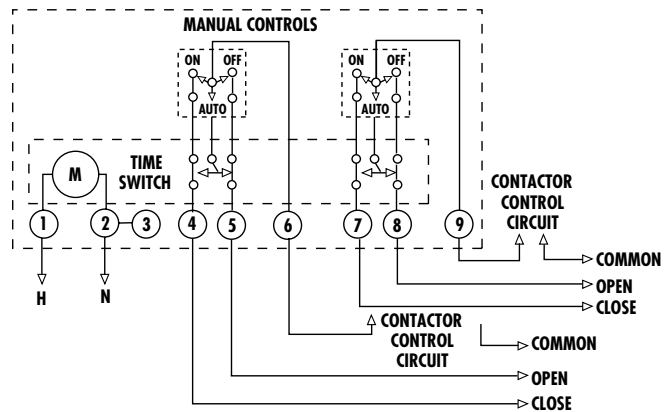 MANUAL CONTROLS
ON OFF
AUTO
ON OFF
AUTO
M
TIME
SWITCH
1 2 3 4 5 6 7 8 9
CONTACTOR
CONTROL
CIRCUIT
COMMON
OPEN
CLOSE
H N
CONTACTOR
CONTROL
CIRCUIT
COMMON
OPEN
CLOSE